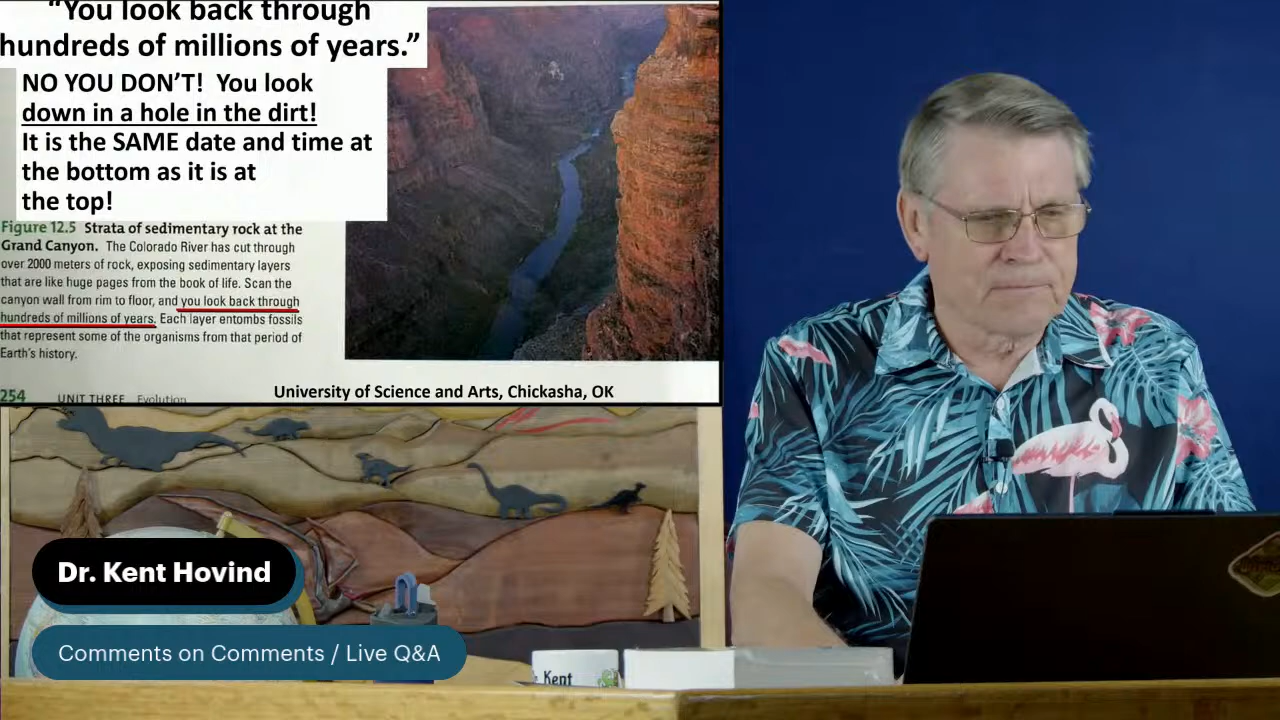 “You look back through
hundreds of millions of years.”
NO YOU DON’T! You look
down in a hole in the dirt!
It is the SAME date and time at
the bottom as it is at
the top!
Figure 12.5 Strata of sedimentary rock at the
Grand Canyon. The Colorado River has cut through
over 2000 meters of rock, exposing sedimentary layers
that are like huge pages from the book of life. Scan the
canyon wall from rim to floor, and you look back through
hundreds of millions of years. Each layer entombs fossils
that represent some of the organisms from that period of
Earth’s history.
254 UNIT THREE Evolution
University of Science and Arts, Chickasha, OK
Dr. Kent Hovind
Comments on Comments / Live Q&A
Kent